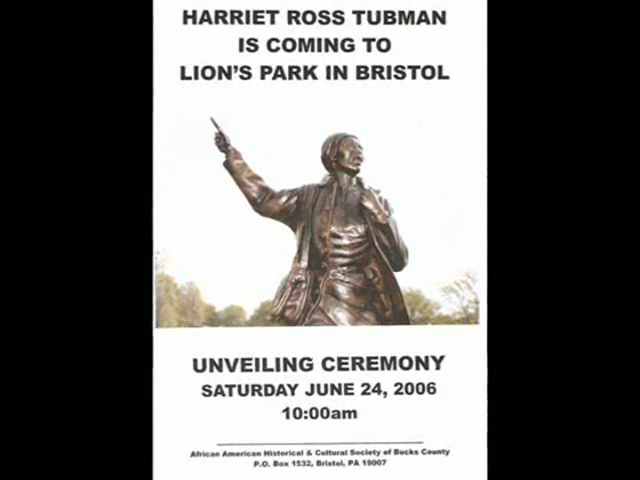 HARRIET ROSS TUBMAN
IS COMING TO
LION'S PARK IN BRISTOL
UNVEILING CEREMONY
SATURDAY JUNE 24, 2006
10:00am
African American Historical & Cultural Society of Bucks County
P.O. Box 1532, Bristol, PA 19007